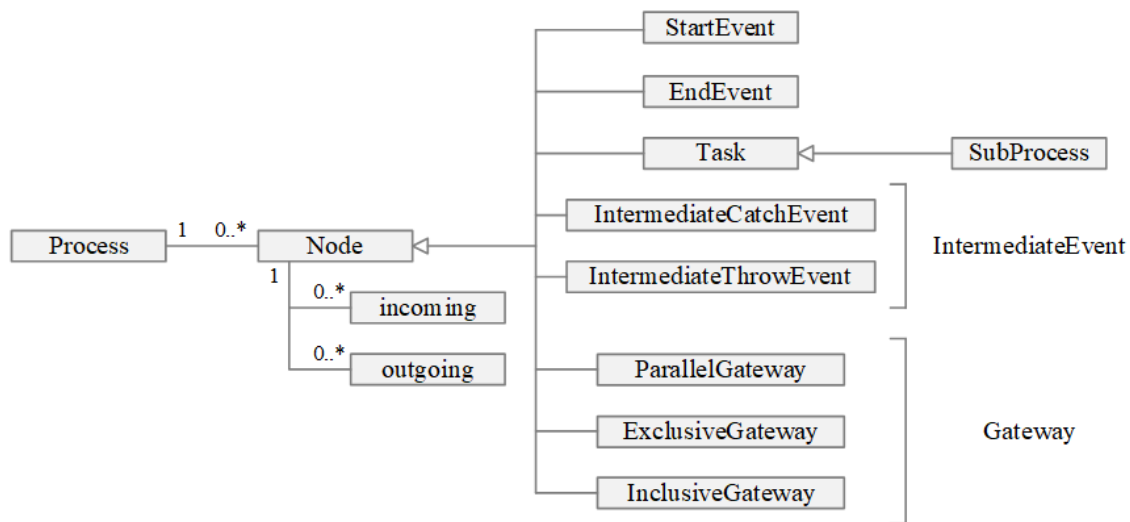 StartEvent
EndEvent
Task
SubProcess
IntermediateCatchEvent
IntermediateEvent
IntermediateThrowEvent
Process
1
0..*
Node
1
0..*
incoming
0..*
outgoing
ParallelGateway
ExclusiveGateway
Gateway
InclusiveGateway